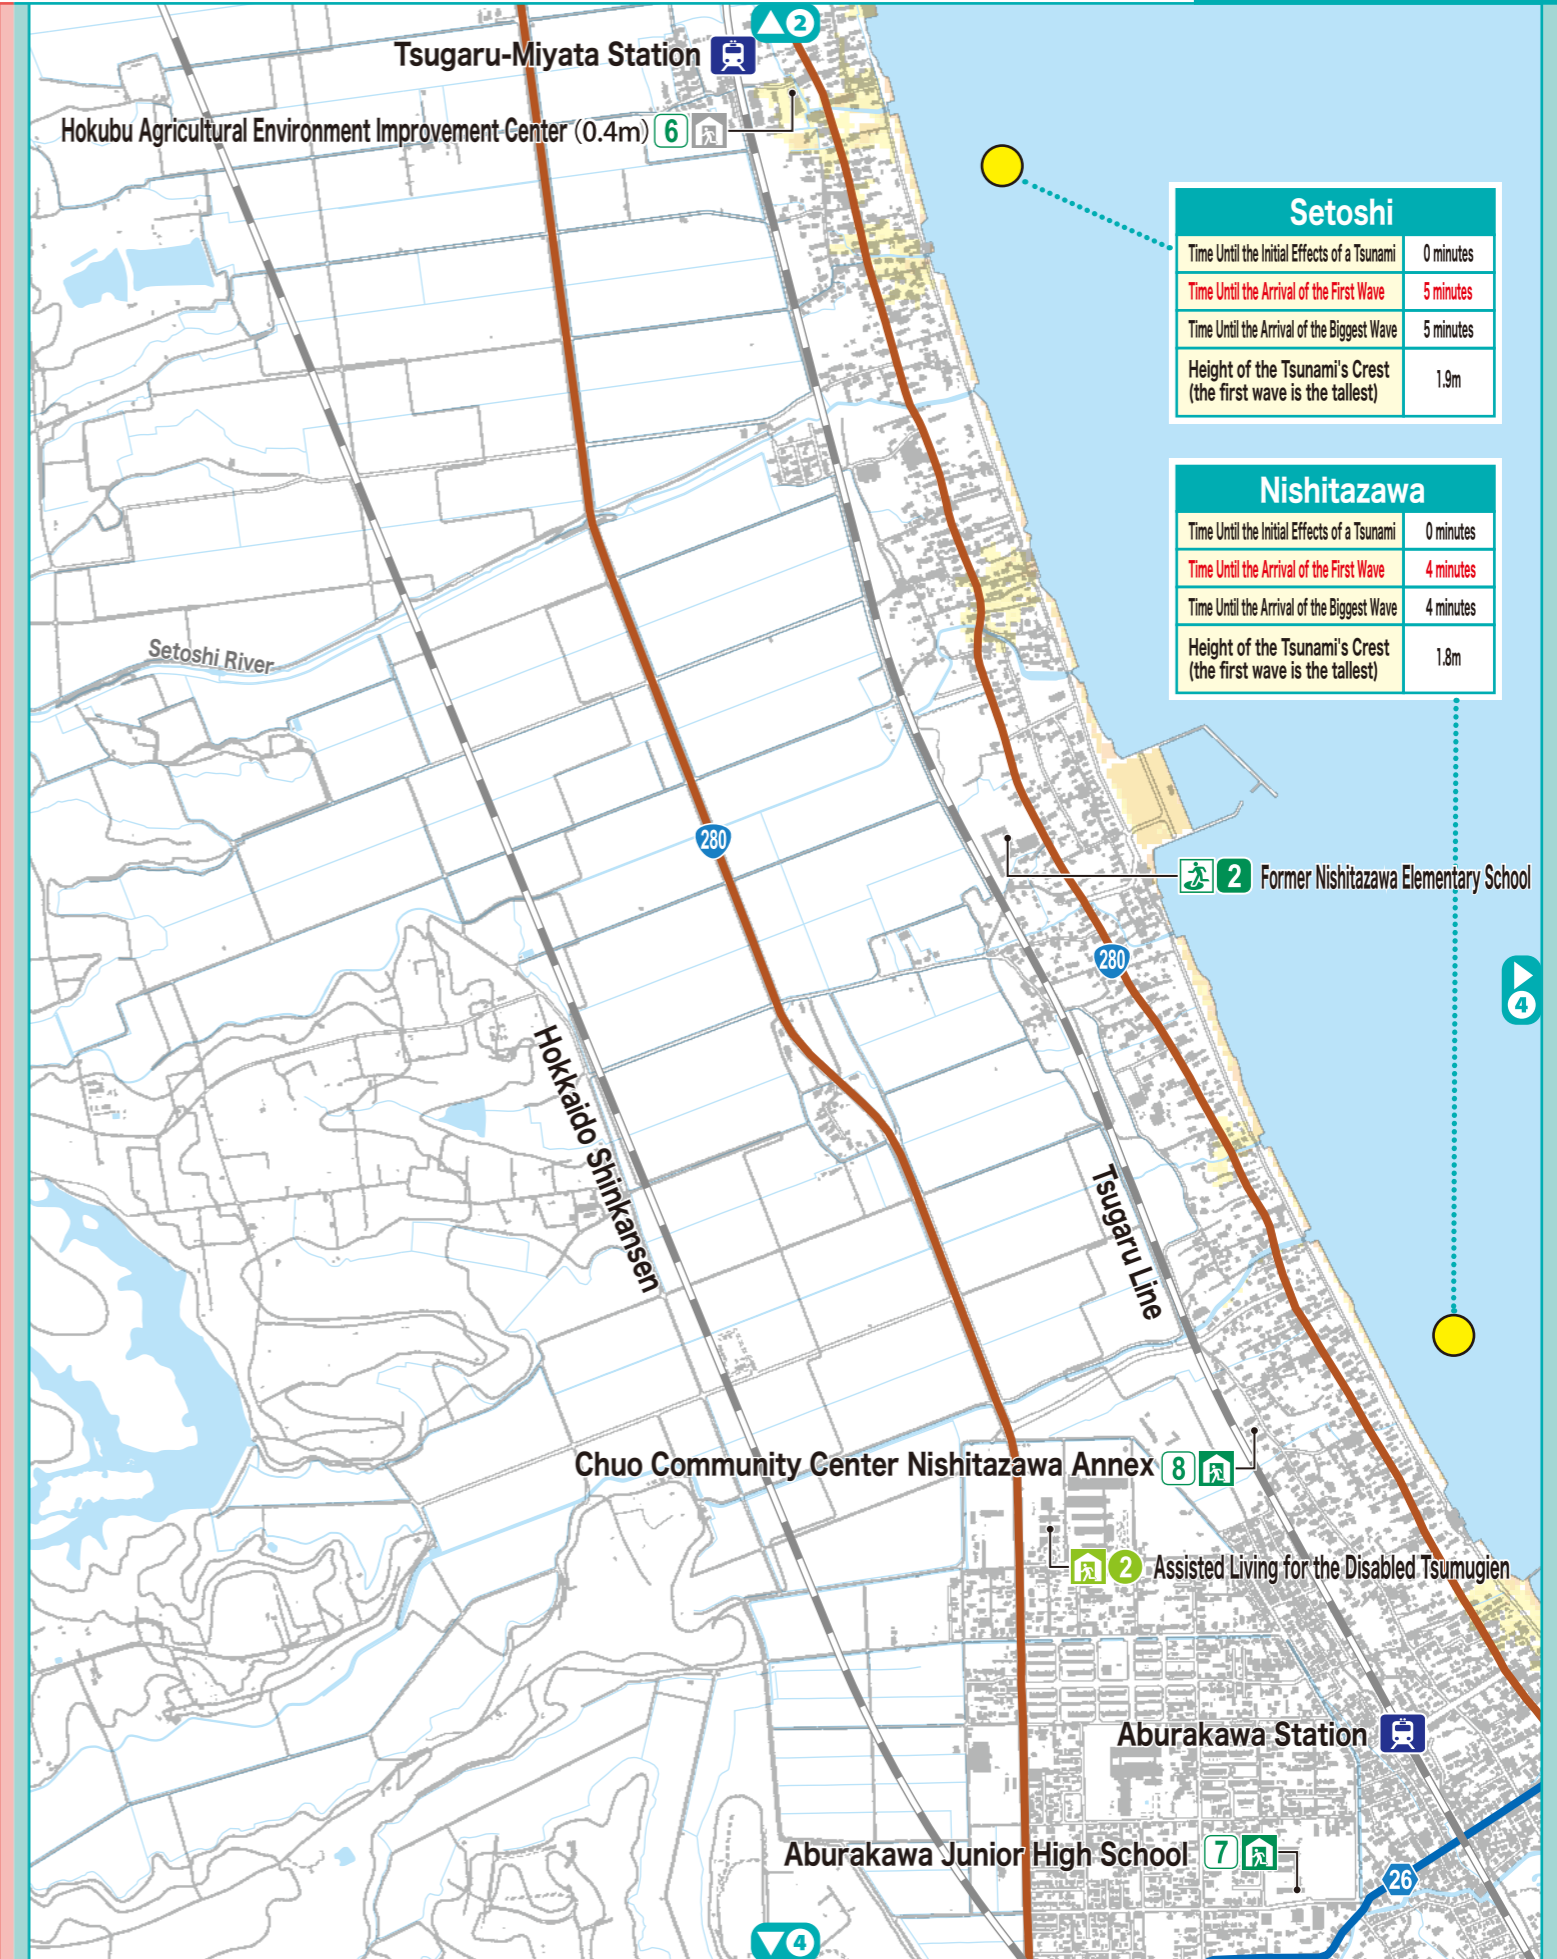 2
Tsugaru-Miyata Station
Hokubu Agricultural Environment Improvement Center (0.4m) 6
Setoshi
Time Until the Initial Effects of a Tsunami 0 minutes
Time Until the Arrival of the First Wave 5 minutes
Time Until the Arrival of the Biggest Wave 5 minutes
Height of the Tsunami's Crest
(the first wave is the tallest) 1.9m
Nishitazawa
Time Until the Initial Effects of a Tsunami 0 minutes
Time Until the Arrival of the First Wave 4 minutes
Time Until the Arrival of the Biggest Wave 4 minutes
Height of the Tsunami's Crest
(the first wave is the tallest) 1.8m
Setoshi River
280
2 Former Nishitazawa Elementary School
280
4
Hokkaido Shinkansen
Tsugaru Line
Chuo Community Center Nishitazawa Annex 8
2 Assisted Living for the Disabled Tsumugien
Aburakawa Station
Aburakawa Junior High School 7
26
4